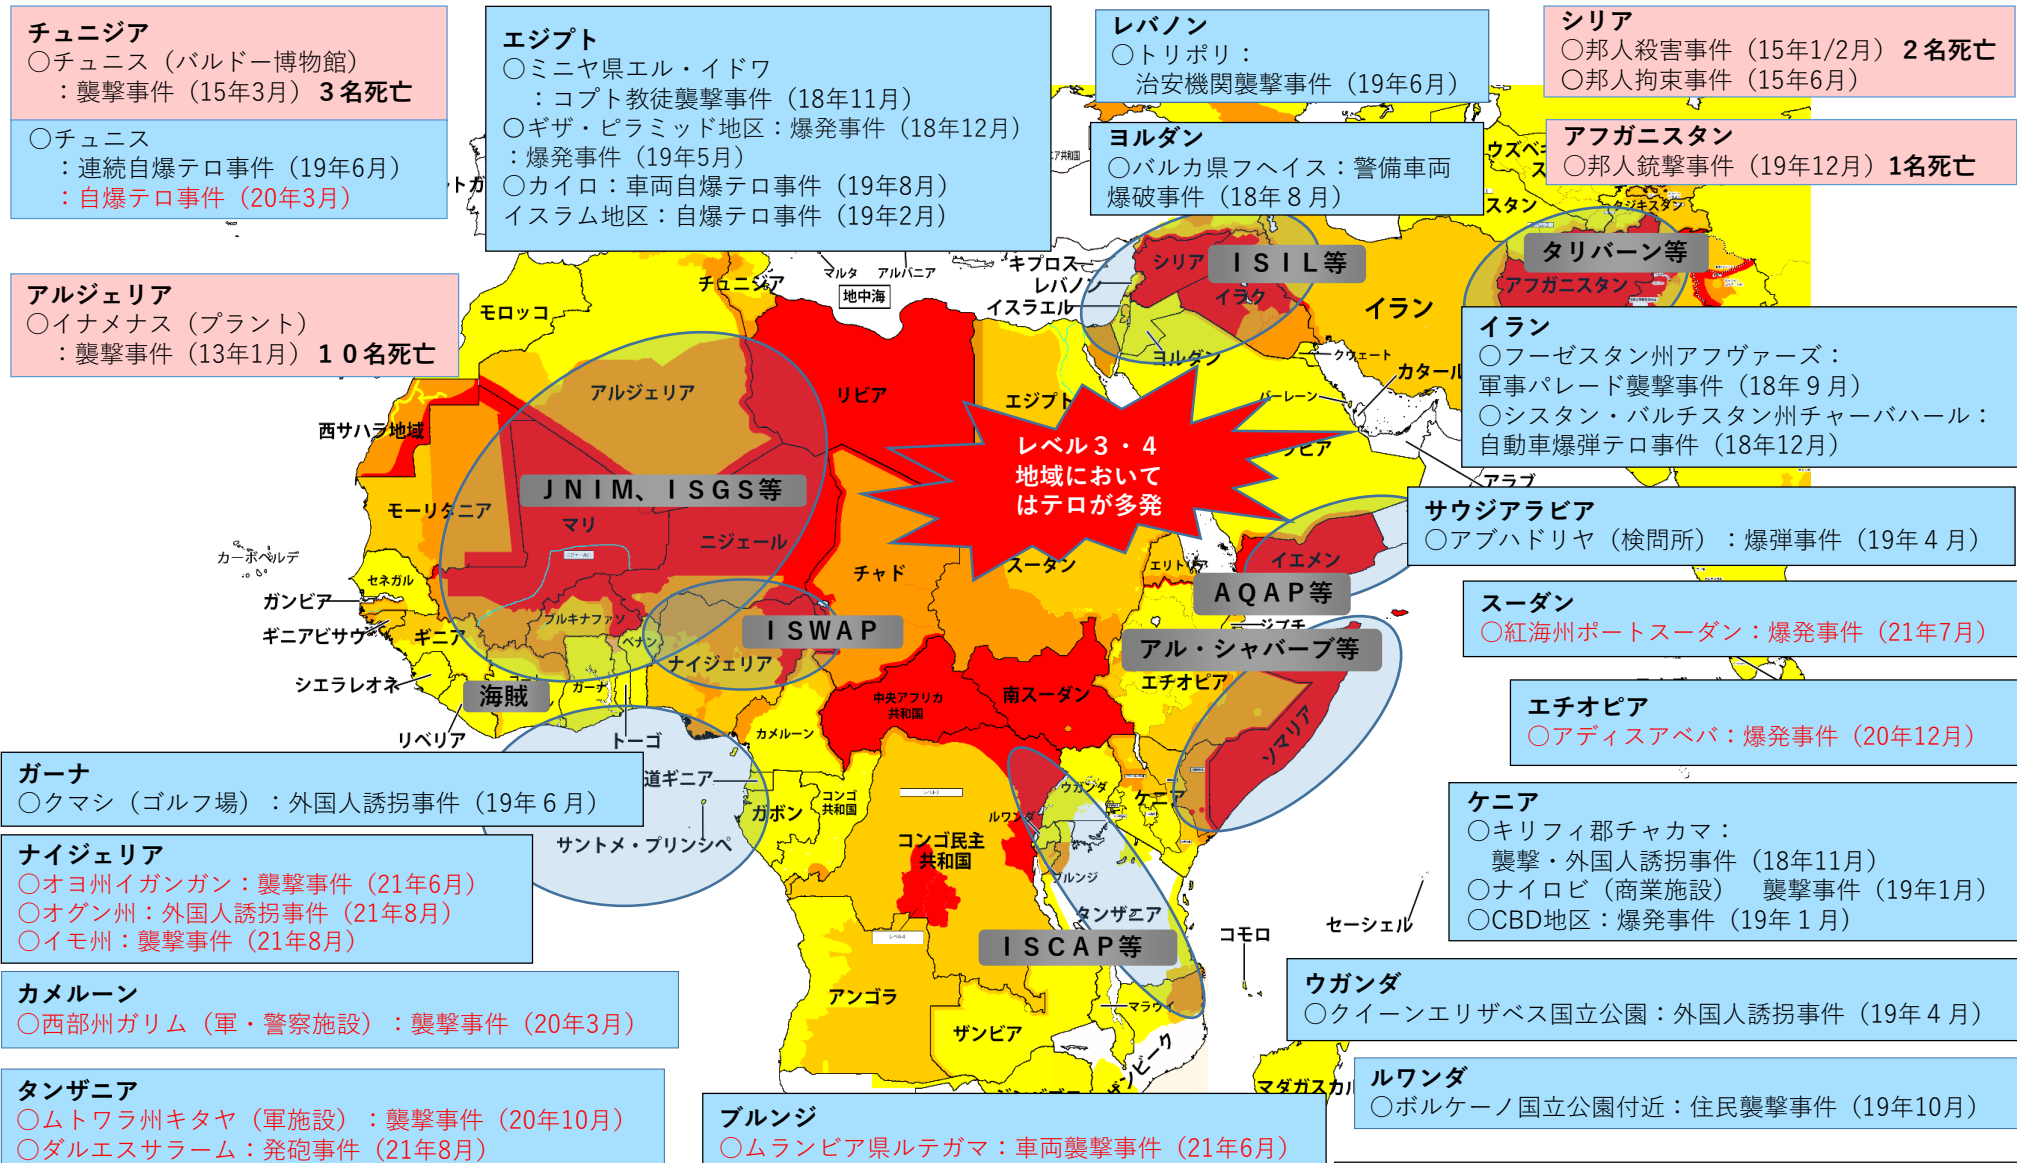 チュニジア
○チュニス（バルドー博物館）
：襲撃事件（15年3月）３名死亡
○チュニス
：連続自爆テロ事件（19年6月）
：自爆テロ事件（20年3月）
エジプト
○ミニヤ県エル・イドワ
：コプト教徒襲撃事件（18年11月）
○ギザ・ピラミッド地区：爆発事件（18年12月）
：爆発事件（19年5月）
○カイロ：車両自爆テロ事件（19年8月）
イスラム地区：自爆テロ事件（19年2月）
レバノン
○トリポリ：
治安機関襲撃事件（19年6月）
ヨルダン
○バルカ県フヘイス：警備車両
爆破事件（18年８月）
シリア
○邦人殺害事件（15年1/2月）２名死亡
○邦人拘束事件（15年6月）
アフガニスタン
○邦人銃撃事件（19年12月）1名死亡
アルジェリア
○イナメナス（プラント）
：襲撃事件（13年1月）１０名死亡
イラン
○フーゼスタン州アフヴァーズ：
軍事パレード襲撃事件（18年９月）
○シスタン・バルチスタン州チャーバハール：
自動車爆弾テロ事件（18年12月）
サウジアラビア
○アブハドリヤ（検問所）：爆弾事件（19年４月）
スーダン
○紅海州ポートスーダン：爆発事件（21年7月）
エチオピア
○アディスアベバ：爆発事件（20年12月）
ケニア
○キリフィ郡チャカマ：
襲撃・外国人誘拐事件（18年11月）
○ナイロビ（商業施設）　襲撃事件（19年1月）
○CBD地区：爆発事件（19年１月）
ウガンダ
○クイーンエリザベス国立公園：外国人誘拐事件（19年４月）
ルワンダ
○ボルケーノ国立公園付近：住民襲撃事件（19年10月）
ガーナ
○クマシ（ゴルフ場）：外国人誘拐事件（19年６月）
ナイジェリア
○オヨ州イガンガン：襲撃事件（21年6月）
○オグン州：外国人誘拐事件（21年8月）
○イモ州：襲撃事件（21年8月）
カメルーン
○西部州ガリム（軍・警察施設）：襲撃事件（20年3月）
タンザニア
○ムトワラ州キタヤ（軍施設）：襲撃事件（20年10月）
○ダルエスサラーム：発砲事件（21年8月）
ブルンジ
○ムランビア県ルテガマ：車両襲撃事件（21年6月）
レベル３・４
地域において
はテロが多発
ＩＳＩＬ等
タリバーン等
ＪＮＩＭ、ＩＳＧＳ等
ＩＳＷＡＰ
ＡＱＡＰ等
アル・シャバーブ等
海賊
ＩＳＣＡＰ等
ア共和国
ウズベキ
スタン
タジキスタン
トガ
マルタ
アルバニア
地中海
キプロス
レバノン
イスラエル
シリア
イラク
ヨルダン
イラン
アフガニスタン
クウェート
カタール
バーレーン
アラブ
ラビア
モロッコ
チュニジア
アルジェリア
リビア
エジプト
西サハラ地域
モーリタニア
マリ
ニジェール
チャド
スーダン
エリトリア
イエメン
ジブチ
カーボベルデ
セネガル
ガンビア
ギニアビサウ
ギニア
シエラレオネ
リベリア
ブルキナファソ
ベナン
ガーナ
トーゴ
ナイジェリア
カメルーン
中央アフリカ
共和国
南スーダン
エチオピア
ソマリア
道ギニア
サントメ・プリンシペ
ガボン
コンゴ
共和国
コンゴ民主
共和国
ウガンダ
ルワンダ
ブルンジ
ケニア
タンザニア
コモロ
セーシェル
アンゴラ
ザンビア
マラウイ
ザンビーク
マダガスカル